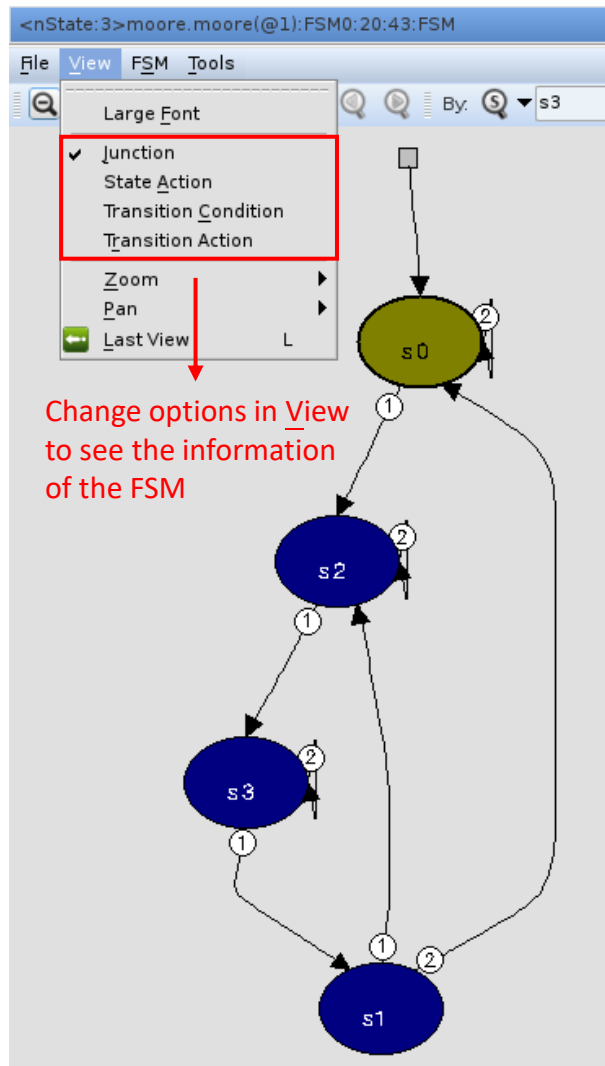 <nState:3>moore.moore(@1):FSM0:20:43:FSM
File View FSM Tools
By: S s3
Large Font
Junction
State Action
Transition Condition
Transition Action
Zoom
Pan
Last View L
Change options in View
to see the information
of the FSM
2
s0
1
2
s2
1
2
s3
1
1
2
s1